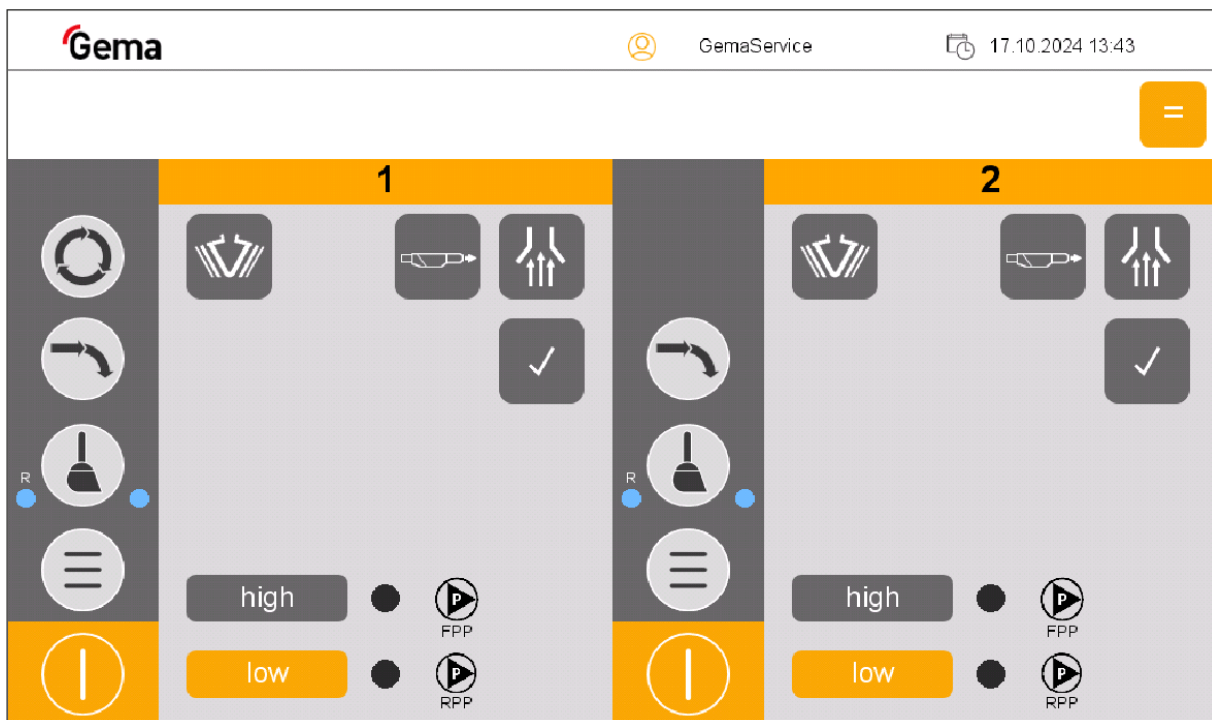 Gema
GemaService
17.10.2024 13:43
=
1
2
R
R
high
P
FPP
high
P
FPP
low
P
RPP
low
P
RPP